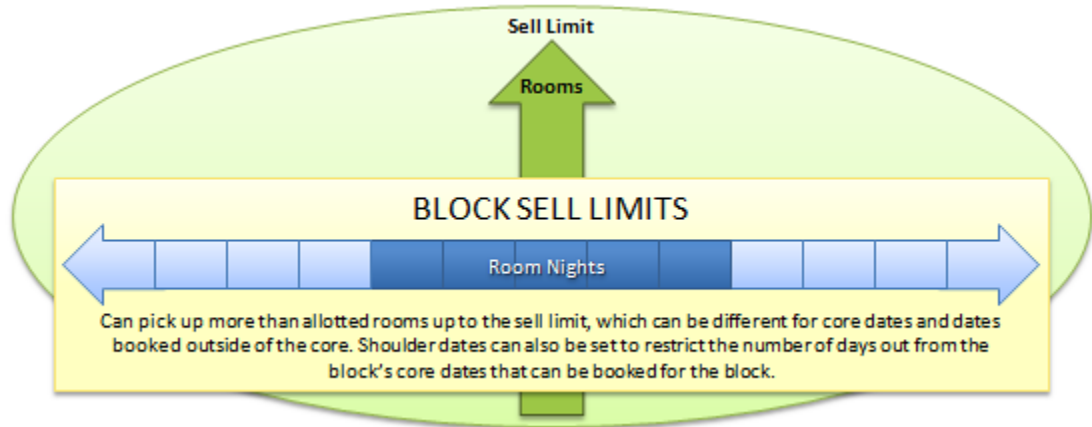 Sell Limit
Rooms
BLOCK SELL LIMITS
Room Nights
Can pick up more than allotted rooms up to the sell limit, which can be different for core dates and dates
booked outside of the core. Shoulder dates can also be set to restrict the number of days out from the
block's core dates that can be booked for the block.